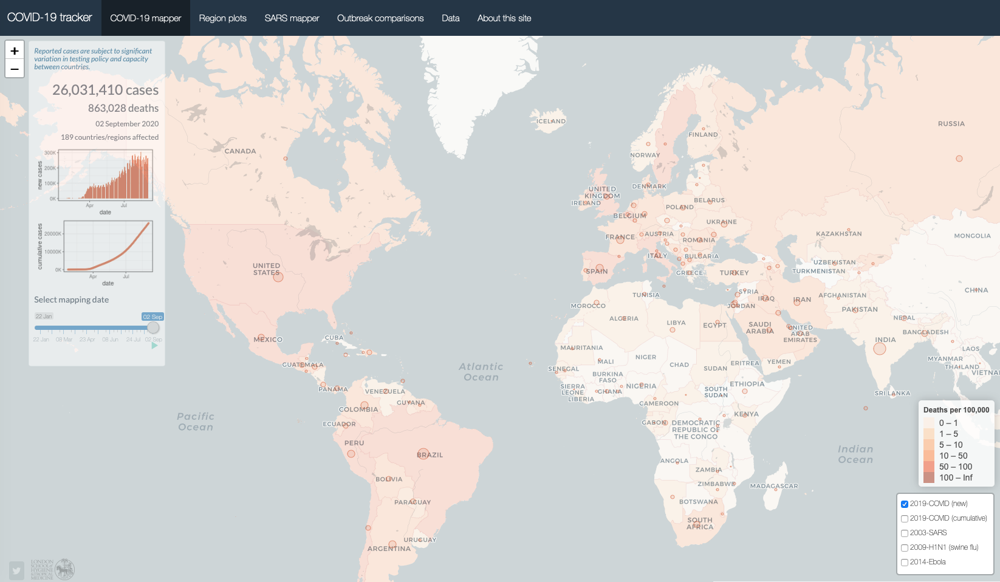 COVID-19 tracker
COVID-19 mapper
Region plots
SARS mapper
Outbreak comparisons
Data
About this site
+
−
Reported cases are subject to significant
variation in testing policy and capacity
between countries.
26,031,410 cases
863,028 deaths
02 September 2020
189 countries/regions affected
new cases
300K
200K
100K
0K
Apr
Jul
date
cumulative cases
20000K
10000K
0K
Apr
Jul
date
Select mapping date
22 Jan
02 Sep
22 Jan
08 Mar
23 Apr
08 Jun
24 Jul
02 Sep
LONDON
SCHOOL of
HYGIENE
&TROPICAL
MEDICINE
CANADA
UNITED
STATES
MEXICO
CUBA
GUATEMALA
PANAMA
VENEZUELA
GUYANA
COLOMBIA
ECUADOR
PERU
BRAZIL
BOLIVIA
PARAGUAY
URUGUAY
ARGENTINA
Pacific
Ocean
Atlantic
Ocean
ICELAND
FINLAND
NORWAY
RUSSIA
DENMARK
UNITED
KINGDOM
IRELAND
BELARUS
POLAND
BELGIUM
UKRAINE
FRANCE
AUSTRIA
ROMANIA
KAZAKHSTAN
MONGOLIA
ITALY
BULGARIA
UZBEKISTAN
SPAIN
GREECE
TURKEY
TURKMENISTAN
CHINA
TUNISIA
SYRIA
IRAQ
IRAN
AFGHANISTAN
MOROCCO
JORDAN
PAKISTAN
ALGERIA
LIBYA
EGYPT
SAUDI
ARABIA
UNITED
ARAB
EMIRATES
NEPAL
BANGLADESH
INDIA
MAURITANIA
NIGER
MALI
CHAD
SUDAN
ERITREA
YEMEN
LAOS
MYANMAR
THAILAND
VIETNAM
SENEGAL
BURKINA
FASO
SIERRA
LEONE
LIBERIA
GHANA
NIGERIA
SOUTH
SUDAN
ETHIOPIA
SRI LANKA
CAMEROON
KENYA
GABON
DEMOCRATIC
REPUBLIC OF
THE CONGO
ANGOLA
ZAMBIA
ZIMBABWE
MADAGASCAR
BOTSWANA
SOUTH
AFRICA
Indian
Ocean
Deaths per 100,000
0 – 1
1 – 5
5 – 10
10 – 50
50 – 100
100 – Inf
2019-COVID (new)
2019-COVID (cumulative)
2003-SARS
2009-H1N1 (swine flu)
2014-Ebola